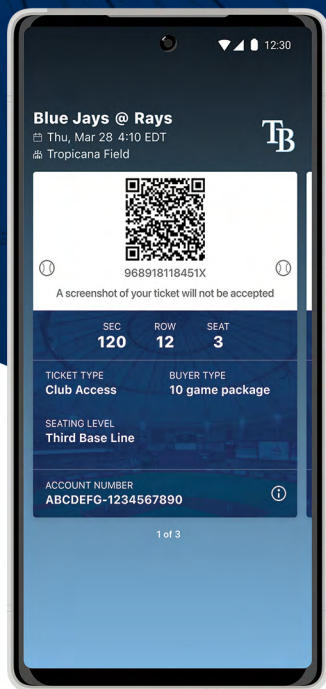 12:30
Blue Jays @ Rays
Thu, Mar 28 4:10 EDT
Tropicana Field
TB
968918118451X
A screenshot of your ticket will not be accepted
SEC ROW SEAT
120 12 3
TICKET TYPE BUYER TYPE
Club Access 10 game package
SEATING LEVEL
Third Base Line
ACCOUNT NUMBER
ABCDEFG-1234567890
1 of 3